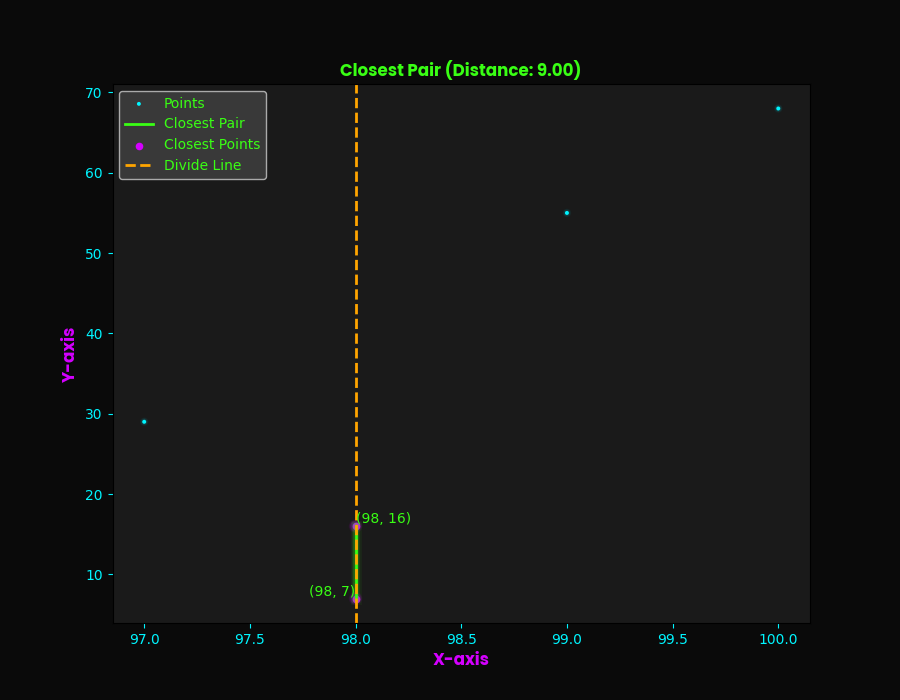 Closest Pair (Distance: 9.00)
Points
Closest Pair
Closest Points
Divide Line
70
60
50
40
30
20
10
Y-axis
(98, 16)
(98, 7)
97.0 97.5 98.0 98.5 99.0 99.5 100.0
X-axis